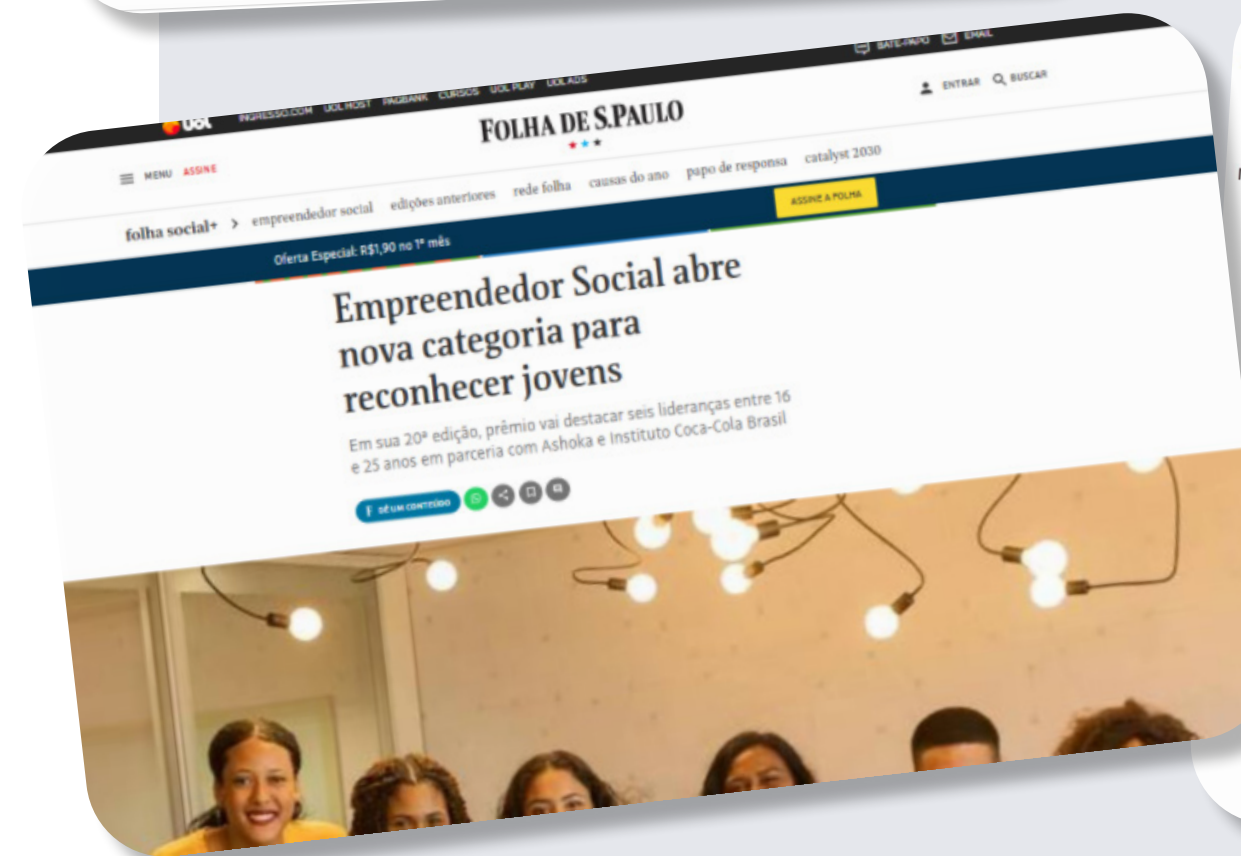 BATE-PAPO EMAIL
UOL INGRESSO.COM UOL HOST PAGBANK CURSOS UOL PLAY UOL ADS
FOLHA DE S.PAULO
ENTRAR BUSCAR
MENU ASSINE
folha social+ > empreendedor social edições anteriores rede folha causas do ano papo de responsa catalyst 2030
Oferta Especial: R$1,90 no 1º mês
ASSINE A FOLHA
Empreendedor Social abre
nova categoria para
reconhecer jovens
Em sua 20ª edição, prêmio vai destacar seis lideranças entre 16
e 25 anos em parceria com Ashoka e Instituto Coca-Cola Brasil
F DÊ UM CONTEÚDO